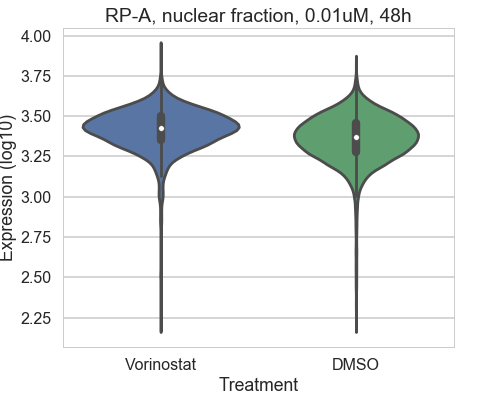 RP-A, nuclear fraction, 0.01uM, 48h
4.00
3.75
3.50
3.25
3.00
2.75
2.50
2.25
Expression (log10)
Vorinostat
DMSO
Treatment